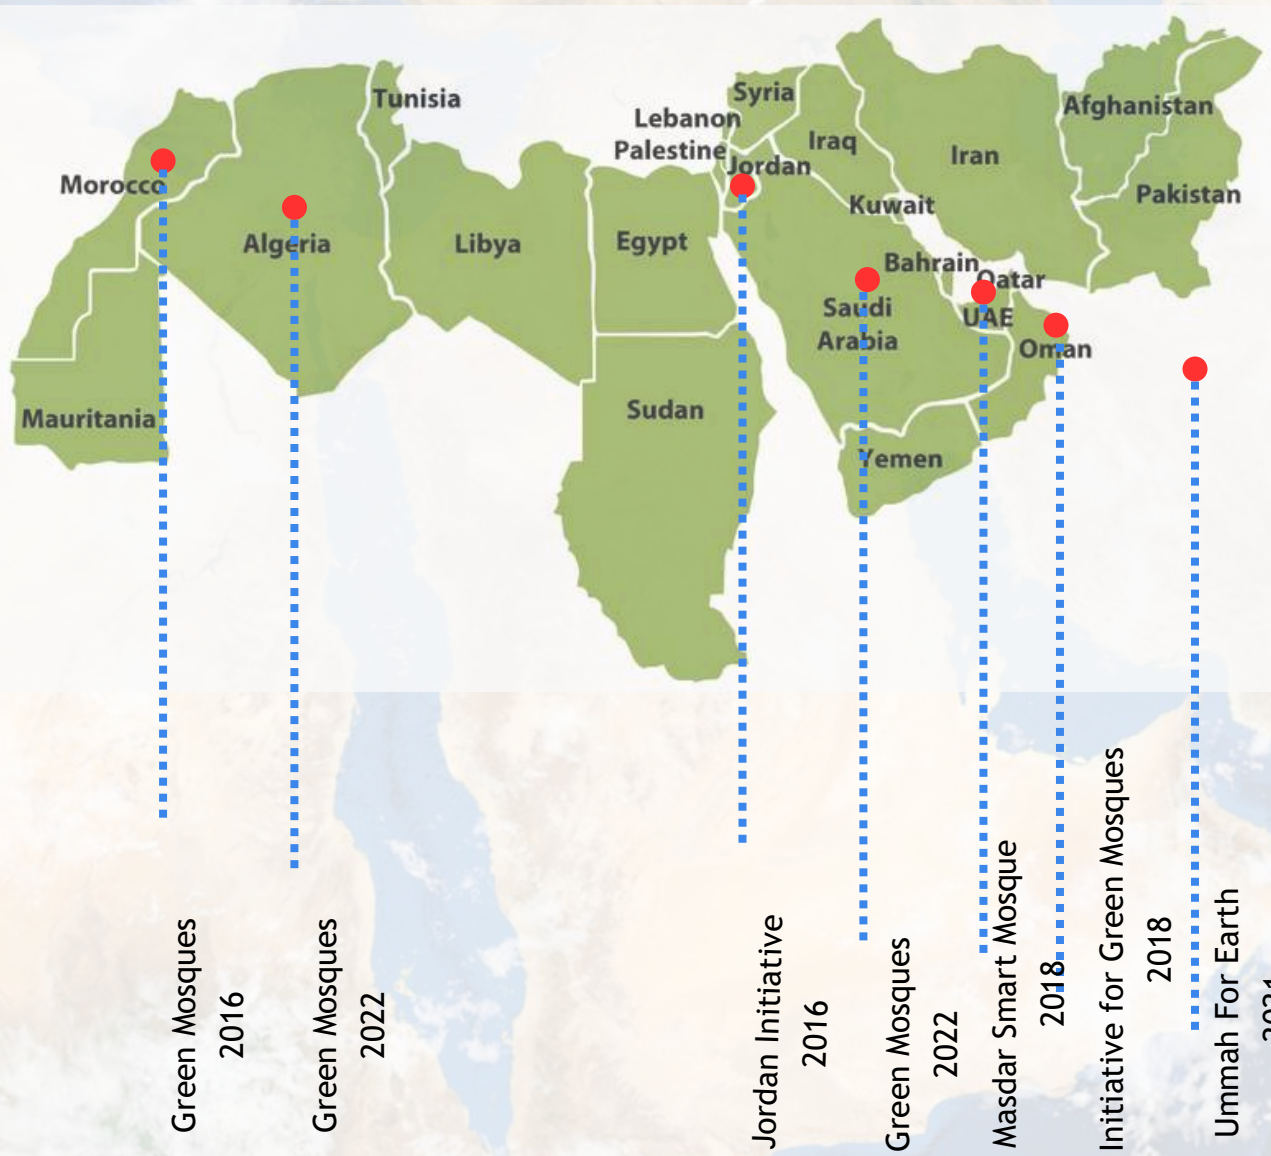 Tunisia
Morocco
Algeria
Libya
Egypt
Mauritania
Sudan
Syria
Lebanon
Palestine
Jordan
Iraq
Iran
Kuwait
Afghanistan
Pakistan
Bahrain
Qatar
Saudi
Arabia
UAE
Oman
Yemen
Green Mosques
2016
Green Mosques
2022
Jordan Initiative
2016
Green Mosques
2022
Masdar Smart Mosque
2018
Initiative for Green Mosques
2018
Ummah For Earth